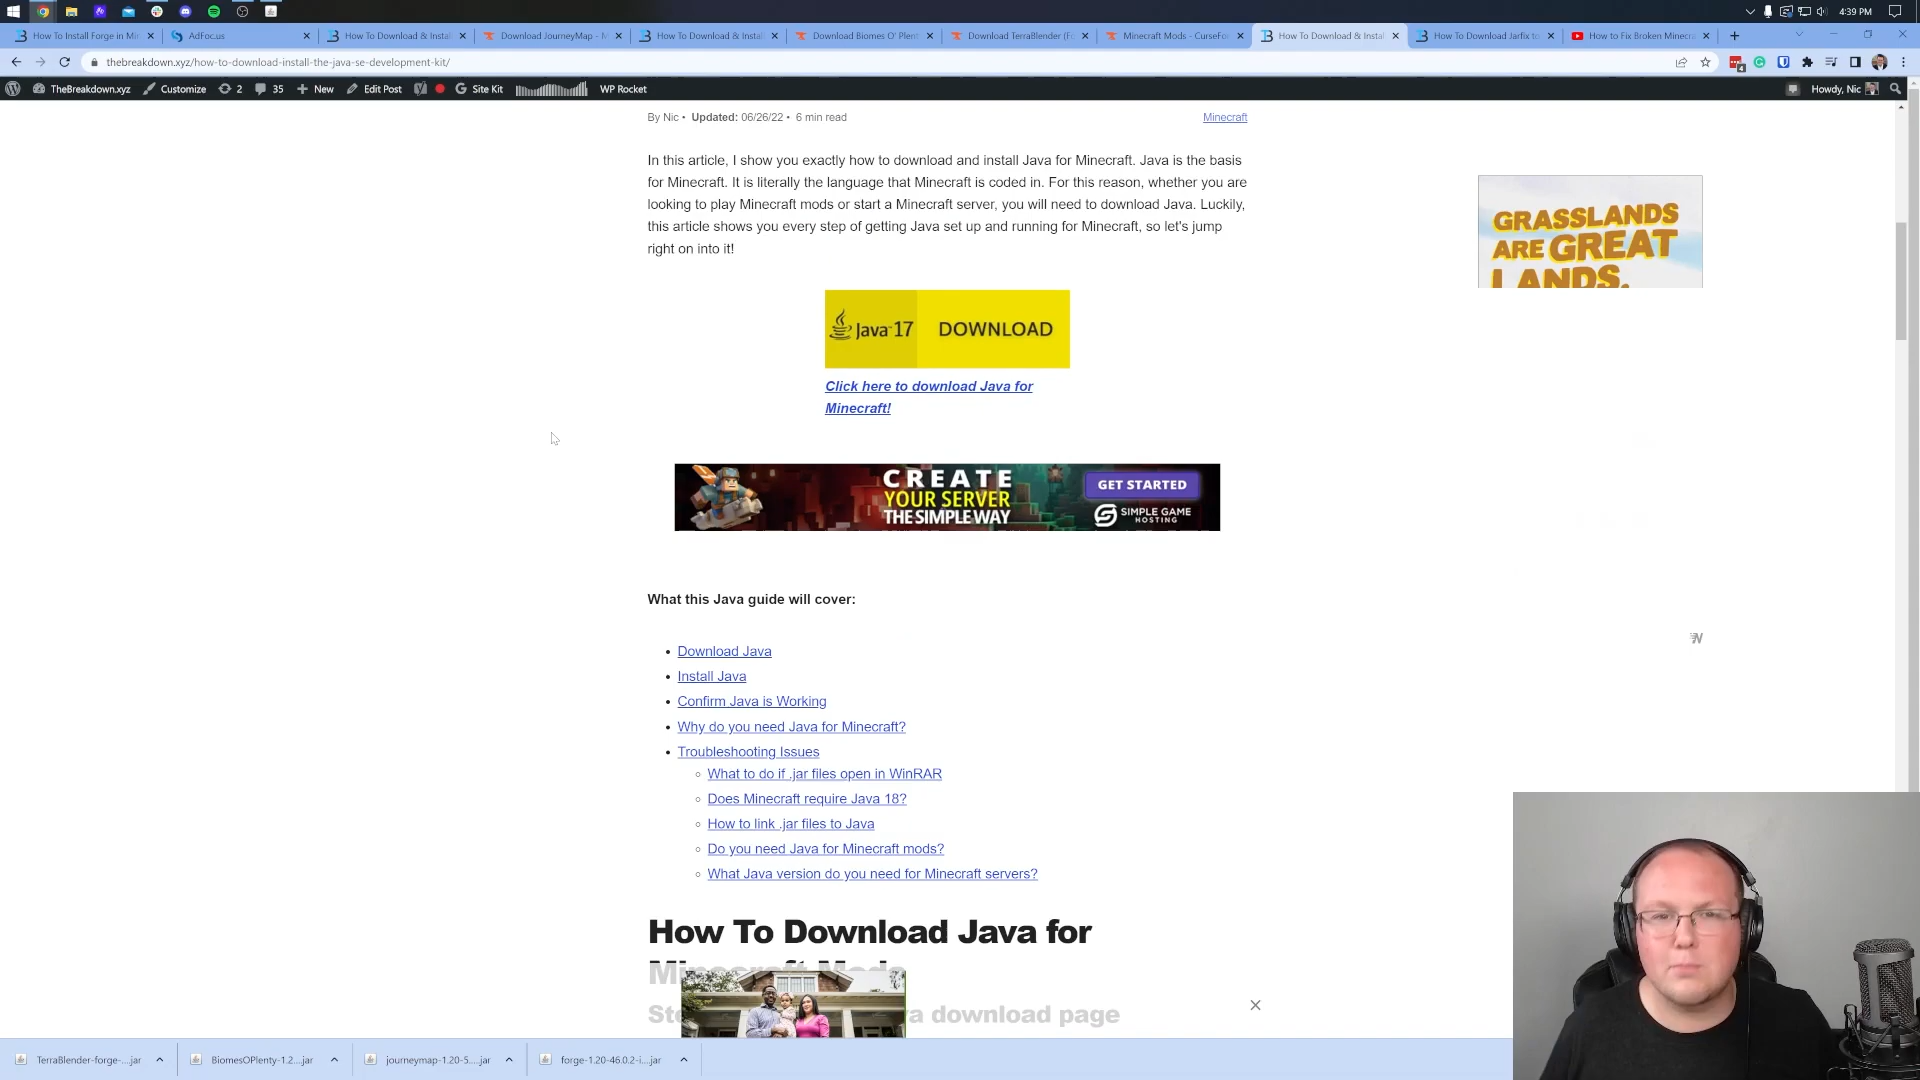 4:39 PM
How To Install Forge in Mi
AdFoc.us
How To Download & Instal
Download JourneyMap - M
How To Download & Install
Download Biomes O' Plent
Download TerraBlender (Fo
Minecraft Mods - CurseFor
How To Download & Instal
How To Download Jarfix to
How to Fix Broken Minecra
thebreakdown.xyz/how-to-download-install-the-java-se-development-kit/
TheBreakdown.xyz
Customize
2
35
New
Edit Post
Site Kit
WP Rocket
Howdy, Nic
By Nic • Updated: 06/26/22 • 6 min read
Minecraft
In this article, I show you exactly how to download and install Java for Minecraft. Java is the basis
for Minecraft. It is literally the language that Minecraft is coded in. For this reason, whether you are
looking to play Minecraft mods or start a Minecraft server, you will need to download Java. Luckily,
this article shows you every step of getting Java set up and running for Minecraft, so let's jump
right on into it!
GRASSLANDS
ARE GREAT
LANDS.
Java 17 DOWNLOAD
Click here to download Java for
Minecraft!
CREATE
YOUR SERVER
THE SIMPLE WAY
GET STARTED
SIMPLE GAME
HOSTING
What this Java guide will cover:
• Download Java
• Install Java
• Confirm Java is Working
• Why do you need Java for Minecraft?
• Troubleshooting Issues
◦ What to do if .jar files open in WinRAR
◦ Does Minecraft require Java 18?
◦ How to link .jar files to Java
◦ Do you need Java for Minecraft mods?
◦ What Java version do you need for Minecraft servers?
How To Download Java for
Minecraft Mods
a download page
TerraBlender-forge-....jar
BiomesOPlenty-1.2....jar
journeymap-1.20-5....jar
forge-1.20-46.0.2-i....jar